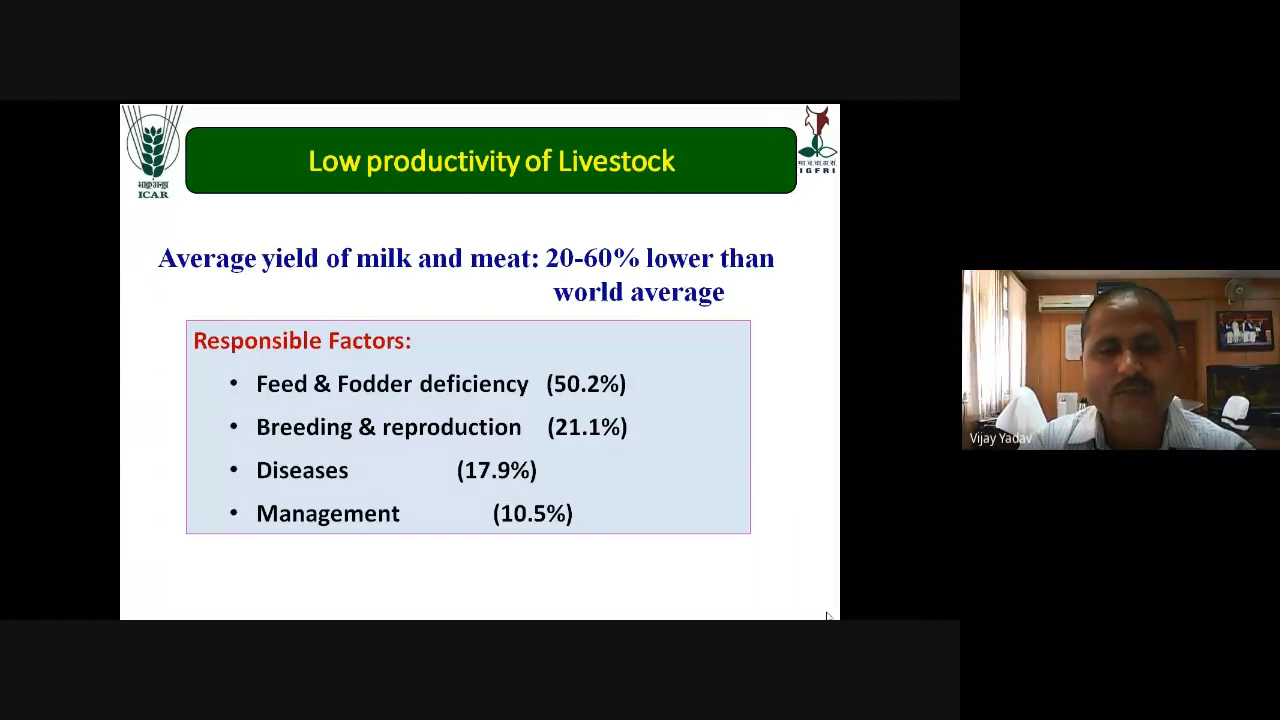 Low productivity of Livestock
ICAR
IGFRI
Average yield of milk and meat: 20-60% lower than
world average
Responsible Factors:
• Feed & Fodder deficiency (50.2%)
• Breeding & reproduction (21.1%)
• Diseases (17.9%)
• Management (10.5%)
Vijay Yadav